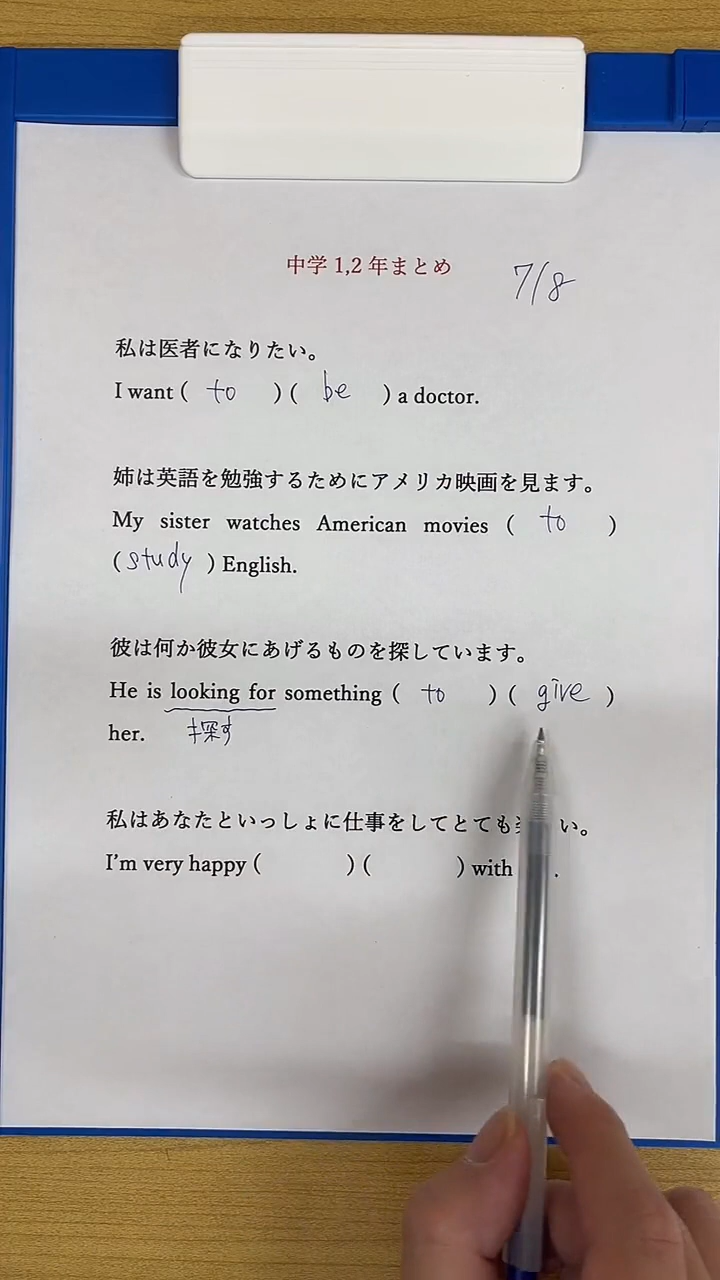 中学 1,2 年まとめ 7/8
私は医者になりたい。
I want ( to ) ( be ) a doctor.
姉は英語を勉強するためにアメリカ映画を見ます。
My sister watches American movies ( to )
( study ) English.
彼は何か彼女にあげるものを探しています。
He is looking for something ( to ) ( give )
her. 探す
私はあなたといっしょに仕事をしてとても い。
I'm very happy ( ) ( ) with .